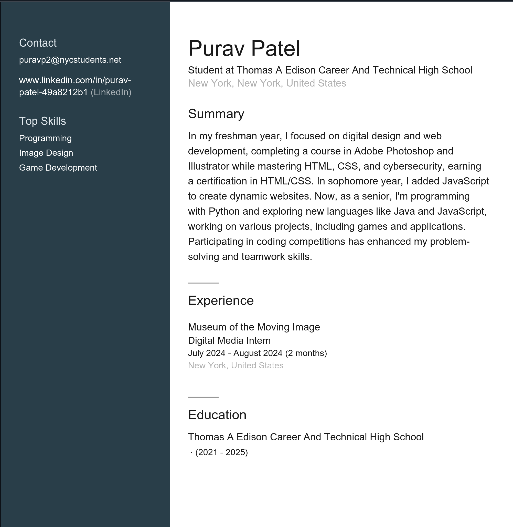 Contact
puravp2@nycstudents.net
www.linkedin.com/in/purav-
patel-49a8212b1 (LinkedIn)
Top Skills
Programming
Image Design
Game Development
Purav Patel
Student at Thomas A Edison Career And Technical High School
New York, New York, United States
Summary
In my freshman year, I focused on digital design and web
development, completing a course in Adobe Photoshop and
Illustrator while mastering HTML, CSS, and cybersecurity, earning
a certification in HTML/CSS. In sophomore year, I added JavaScript
to create dynamic websites. Now, as a senior, I'm programming
with Python and exploring new languages like Java and JavaScript,
working on various projects, including games and applications.
Participating in coding competitions has enhanced my problem-
solving and teamwork skills.
Experience
Museum of the Moving Image
Digital Media Intern
July 2024 - August 2024 (2 months)
New York, United States
Education
Thomas A Edison Career And Technical High School
· (2021 - 2025)